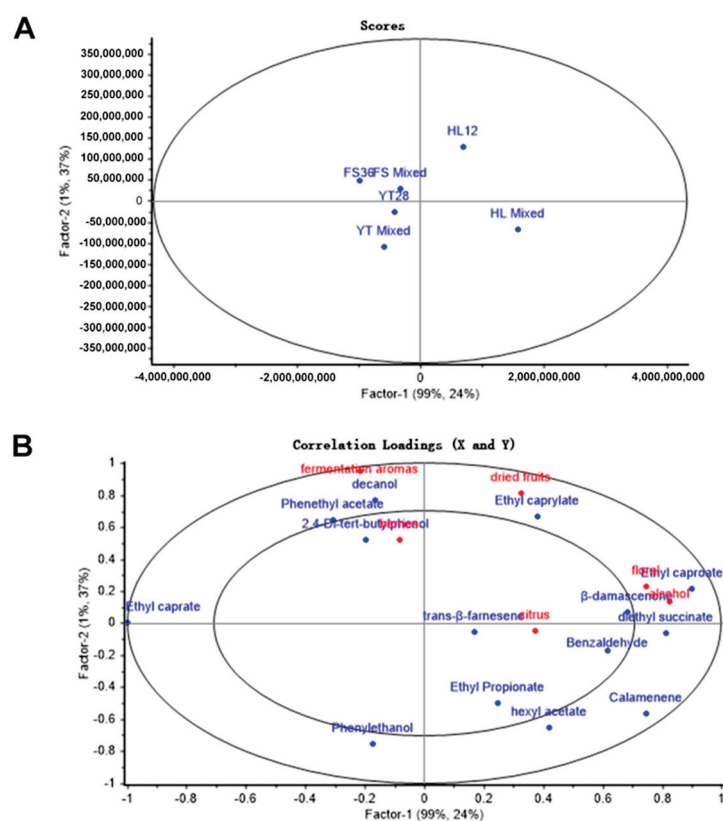 A
Scores
350,000,000
300,000,000
250,000,000
200,000,000
150,000,000
100,000,000
50,000,000
0
-50,000,000
-100,000,000
-150,000,000
-200,000,000
-250,000,000
-300,000,000
-350,000,000
Factor-2 (1%, 37%)
HL12
FS36
FS Mixed
YT28
YT Mixed
HL Mixed
-4,000,000,000
-2,000,000,000
0
2,000,000,000
4,000,000,000
Factor-1 (99%, 24%)
B
Correlation Loadings (X and Y)
1
0.8
0.6
0.4
0.2
0
-0.2
-0.4
-0.6
-0.8
-1
Factor-2 (1%, 37%)
fermentation aromas
decanol
dried fruits
Phenethyl acetate
Ethyl caprylate
2,4-Di-tert-butylphenol
floral
Ethyl caproate
alcohol
β-damascenone
Ethyl caprate
trans-β-farnesene
citrus
diethyl succinate
Benzaldehyde
Ethyl Propionate
Calamenene
hexyl acetate
Phenylethanol
-1
-0.8
-0.6
-0.4
-0.2
0
0.2
0.4
0.6
0.8
1
Factor-1 (99%, 24%)